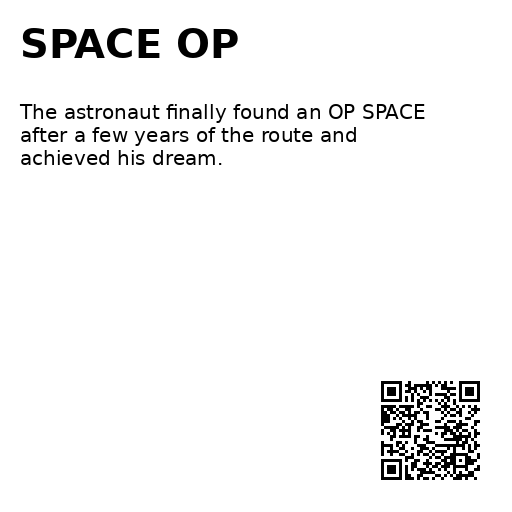 SPACE OP
The astronaut finally found an OP SPACE
after a few years of the route and
achieved his dream.